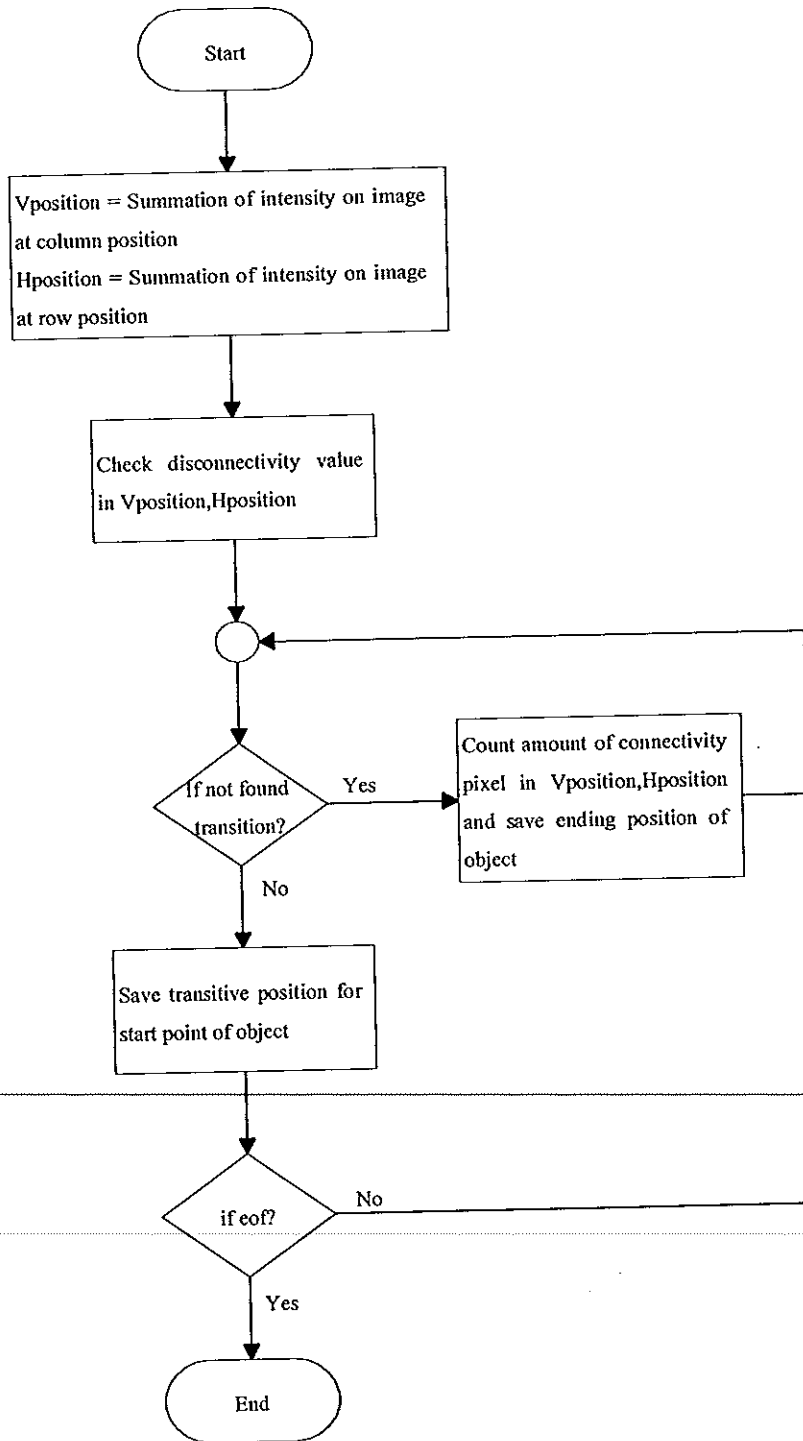 Start
Vposition = Summation of intensity on image
at column position
Hposition = Summation of intensity on image
at row position
Check disconnectivity value
in Vposition,Hposition
If not found
transition?
Yes
Count amount of connectivity
pixel in Vposition,Hposition
and save ending position of
object
No
Save transitive position for
start point of object
if eof?
No
Yes
End